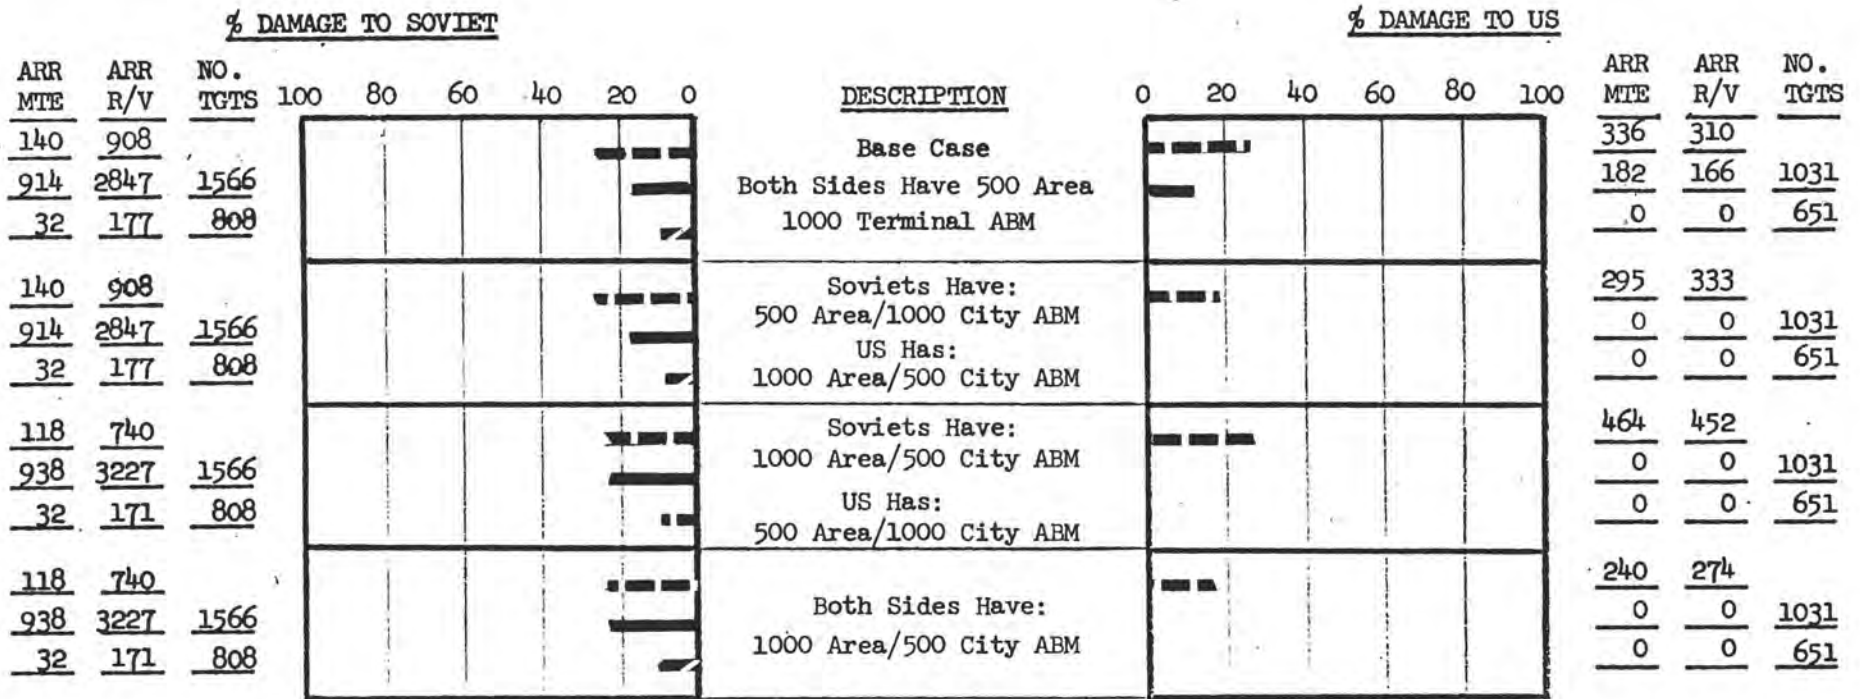 % DAMAGE TO SOVIET
% DAMAGE TO US
ARR ARR NO.
MTE R/V TGTS
100 80 60 40 20 0
DESCRIPTION
0 20 40 60 80 100
ARR ARR NO.
MTE R/V TGTS
140 908
914 2847 1566
32 177 808
Base Case
Both Sides Have 500 Area
1000 Terminal ABM
336 310
182 166 1031
0 0 651
140 908
914 2847 1566
32 177 808
Soviets Have:
500 Area/1000 City ABM
US Has:
1000 Area/500 City ABM
295 333
0 0 1031
0 0 651
118 740
938 3227 1566
32 171 808
Soviets Have:
1000 Area/500 City ABM
US Has:
500 Area/1000 City ABM
464 452
0 0 1031
0 0 651
118 740
938 3227 1566
32 171 808
Both Sides Have:
1000 Area/500 City ABM
240 274
0 0 1031
0 0 651